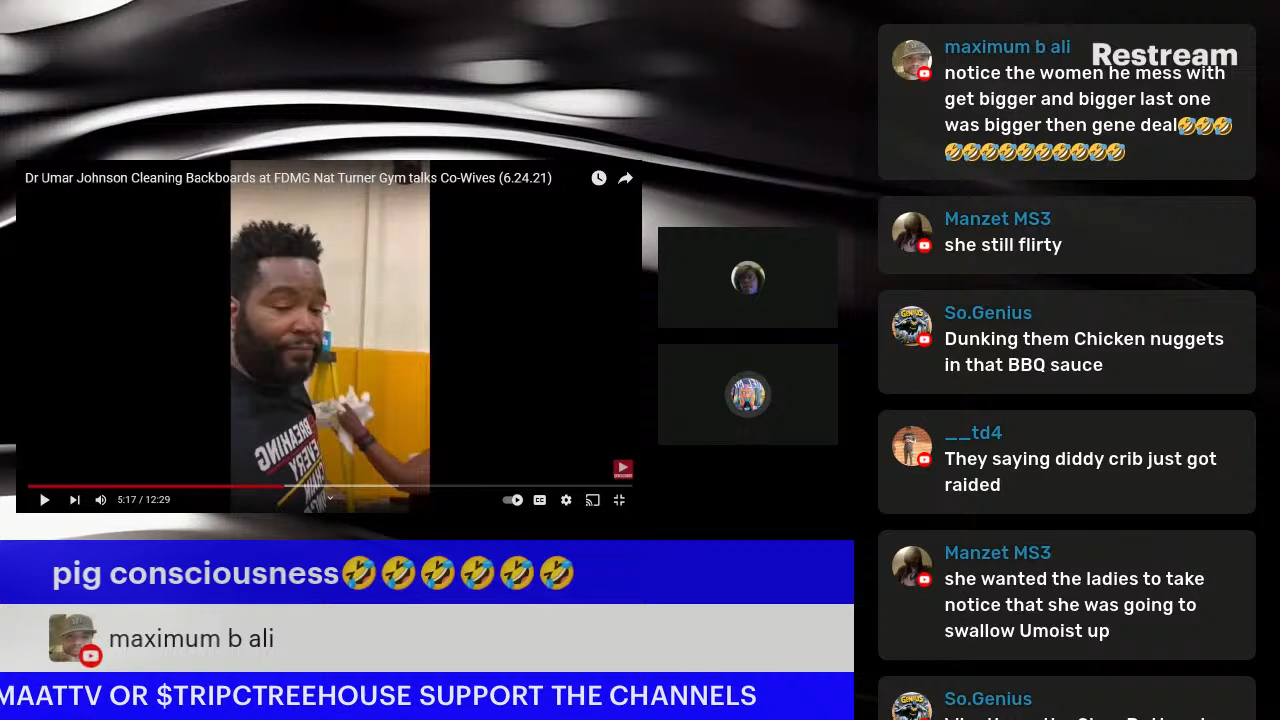 Dr Umar Johnson Cleaning Backboards at FDMG Nat Turner Gym talks Co-Wives (6.24.21)
5:17 / 12:29
pig consciousness🤣🤣🤣🤣🤣🤣
maximum b ali
MAATTV OR $TRIPCTREEHOUSE SUPPORT THE CHANNELS
Restream
maximum b ali
notice the women he mess with
get bigger and bigger last one
was bigger then gene deal🤣🤣🤣
🤣🤣🤣🤣🤣🤣🤣🤣🤣🤣
Manzet MS3
she still flirty
So.Genius
Dunking them Chicken nuggets
in that BBQ sauce
__td4
They saying diddy crib just got
raided
Manzet MS3
she wanted the ladies to take
notice that she was going to
swallow Umoist up
So.Genius